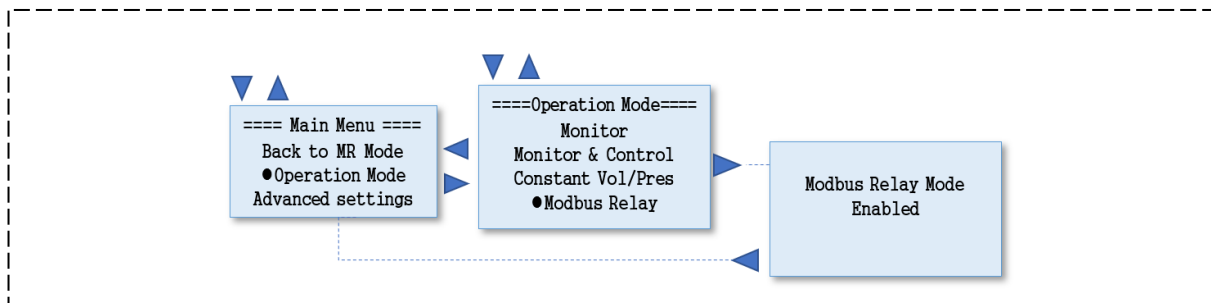 ==== Main Menu ====
Back to MR Mode
●Operation Mode
Advanced settings
====Operation Mode====
Monitor
Monitor & Control
Constant Vol/Pres
●Modbus Relay
Modbus Relay Mode
Enabled